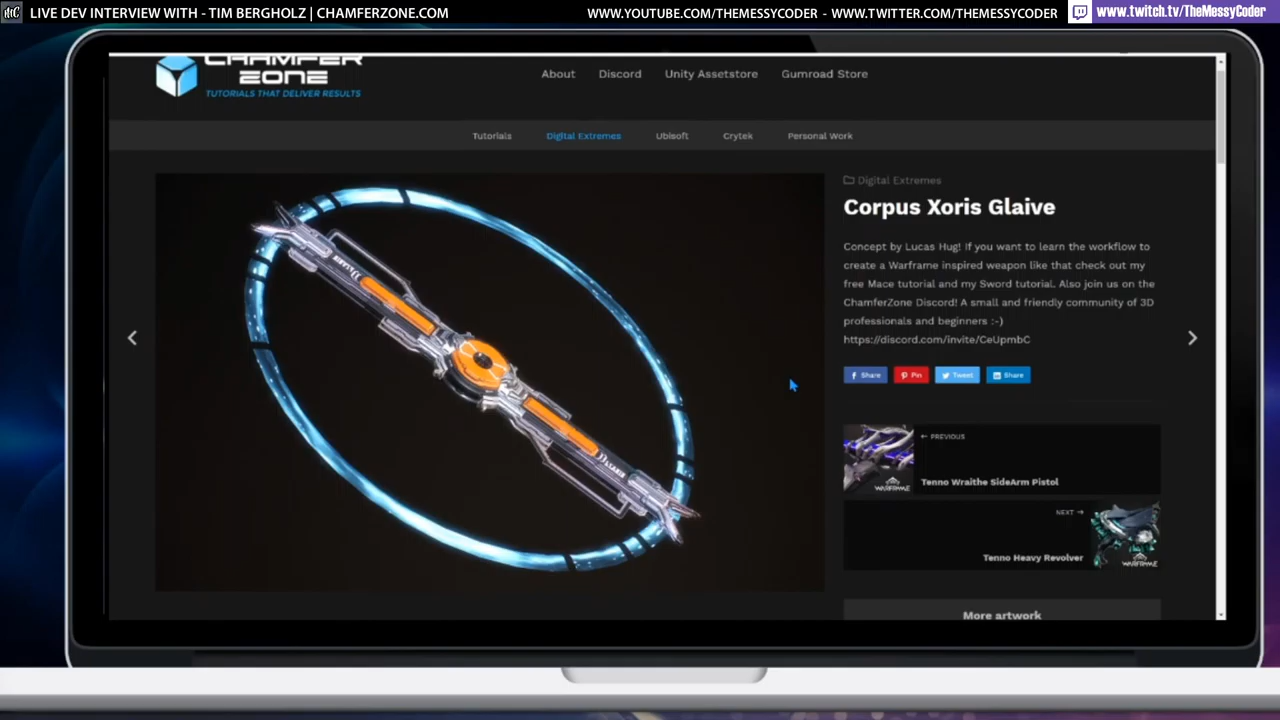 LIVE DEV INTERVIEW WITH - TIM BERGHOLZ | CHAMFERZONE.COM
WWW.YOUTUBE.COM/THEMESSYCODER - WWW.TWITTER.COM/THEMESSYCODER
www.twitch.tv/TheMessyCoder
CHAMFER
ZONE
TUTORIALS THAT DELIVER RESULTS
About Discord Unity Assetstore Gumroad Store
Tutorials Digital Extremes Ubisoft Crytek Personal Work
Digital Extremes
Corpus Xoris Glaive
Concept by Lucas Hug! If you want to learn the workflow to
create a Warframe inspired weapon like that check out my
free Mace tutorial and my Sword tutorial. Also join us on the
ChamferZone Discord! A small and friendly community of 3D
professionals and beginners :-)
https://discord.com/invite/CeUpmbC
Share Pin Tweet Share
← PREVIOUS
Tenno Wraithe SideArm Pistol
WARFRAME
NEXT →
Tenno Heavy Revolver
WARFRAME
More artwork